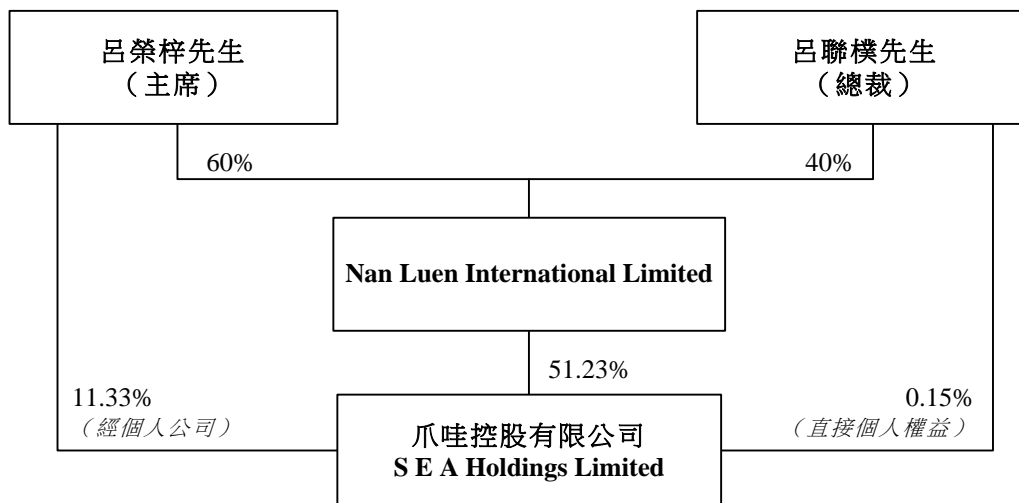 呂榮梓先生
（主席）
呂聯樸先生
（總裁）
60%
40%
Nan Luen International Limited
51.23%
11.33%
（經個人公司）
0.15%
（直接個人權益）
爪哇控股有限公司
S E A Holdings Limited